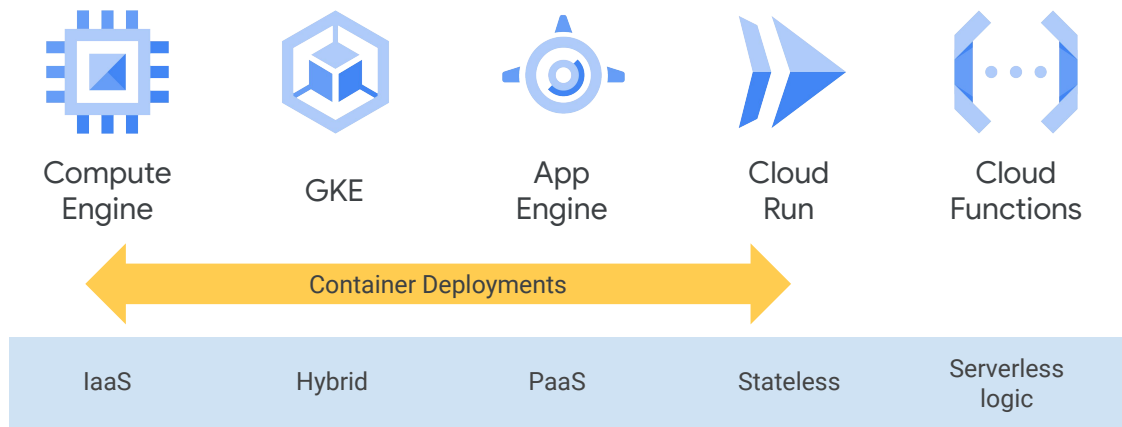 Compute
Engine
GKE
App
Engine
Cloud
Run
Cloud
Functions
Container Deployments
IaaS
Hybrid
PaaS
Stateless
Serverless
logic